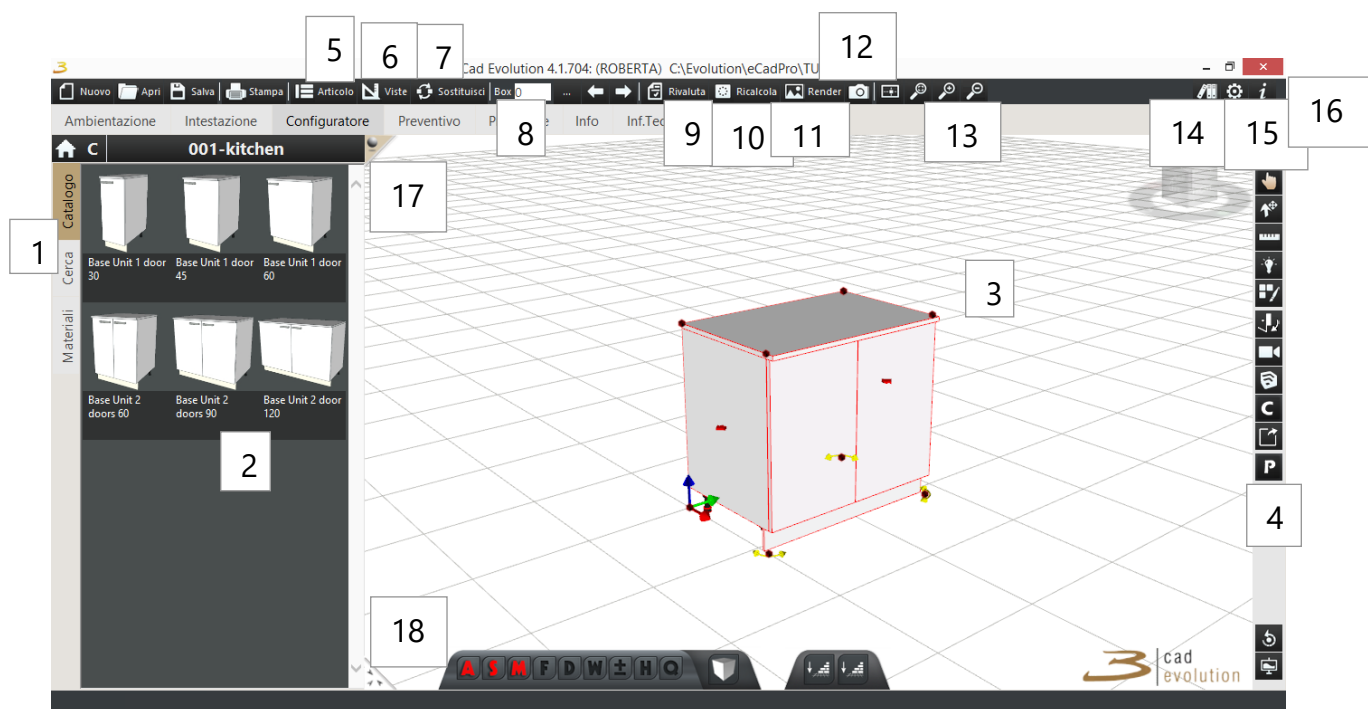 5
6
7
12
Cad Evolution 4.1.704: (ROBERTA) C:\Evolution\eCadPro\TU
Nuovo Apri Salva Stampa Articolo Viste Sostituisci Box 0 ... Rivaluta Ricalcola Render
16
Ambientazione Intestazione Configuratore Preventivo P e Info Inf.Tec
8
9
10
11
13
14
15
C 001-kitchen
17
Catalogo
Cerca
Materiali
1
Base Unit 1 door 30
Base Unit 1 door 45
Base Unit 1 door 60
Base Unit 2 doors 60
Base Unit 2 doors 90
Base Unit 2 door 120
2
3
C
P
4
18
A S M F D W ± H Q
3 cad
evolution